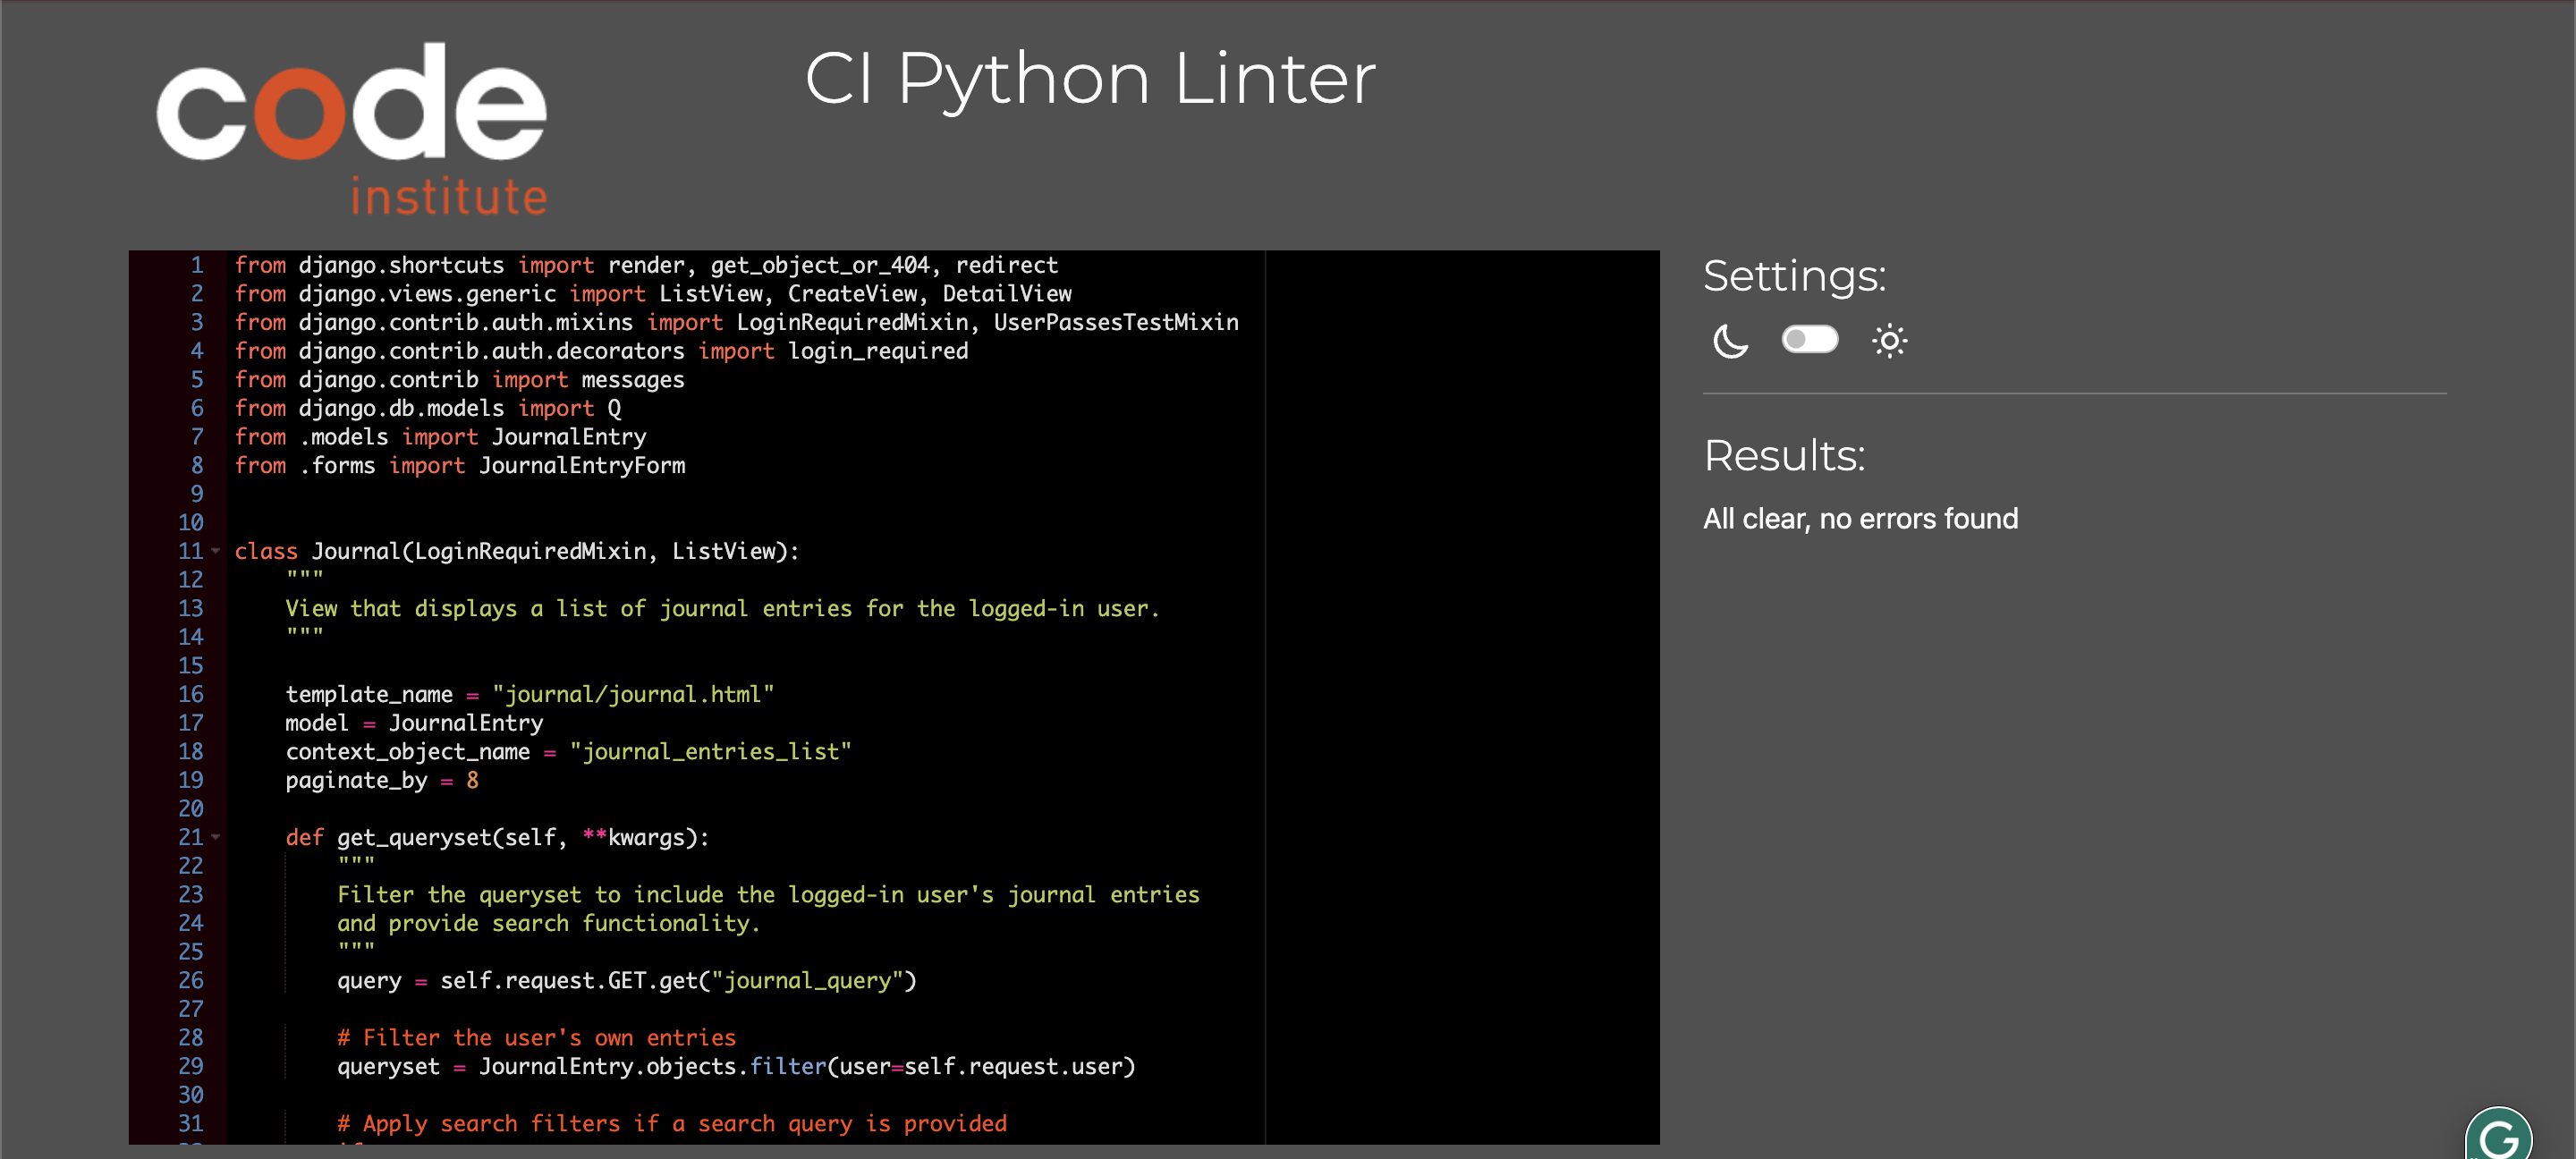 code
institute
CI Python Linter
1 from django.shortcuts import render, get_object_or_404, redirect
2 from django.views.generic import ListView, CreateView, DetailView
3 from django.contrib.auth.mixins import LoginRequiredMixin, UserPassesTestMixin
4 from django.contrib.auth.decorators import login_required
5 from django.contrib import messages
6 from django.db.models import Q
7 from .models import JournalEntry
8 from .forms import JournalEntryForm
9
10
11 class Journal(LoginRequiredMixin, ListView):
12     """
13     View that displays a list of journal entries for the logged-in user.
14     """
15
16     template_name = "journal/journal.html"
17     model = JournalEntry
18     context_object_name = "journal_entries_list"
19     paginate_by = 8
20
21     def get_queryset(self, **kwargs):
22         """
23         Filter the queryset to include the logged-in user's journal entries
24         and provide search functionality.
25         """
26         query = self.request.GET.get("journal_query")
27
28         # Filter the user's own entries
29         queryset = JournalEntry.objects.filter(user=self.request.user)
30
31         # Apply search filters if a search query is provided
Settings:
Results:
All clear, no errors found
G